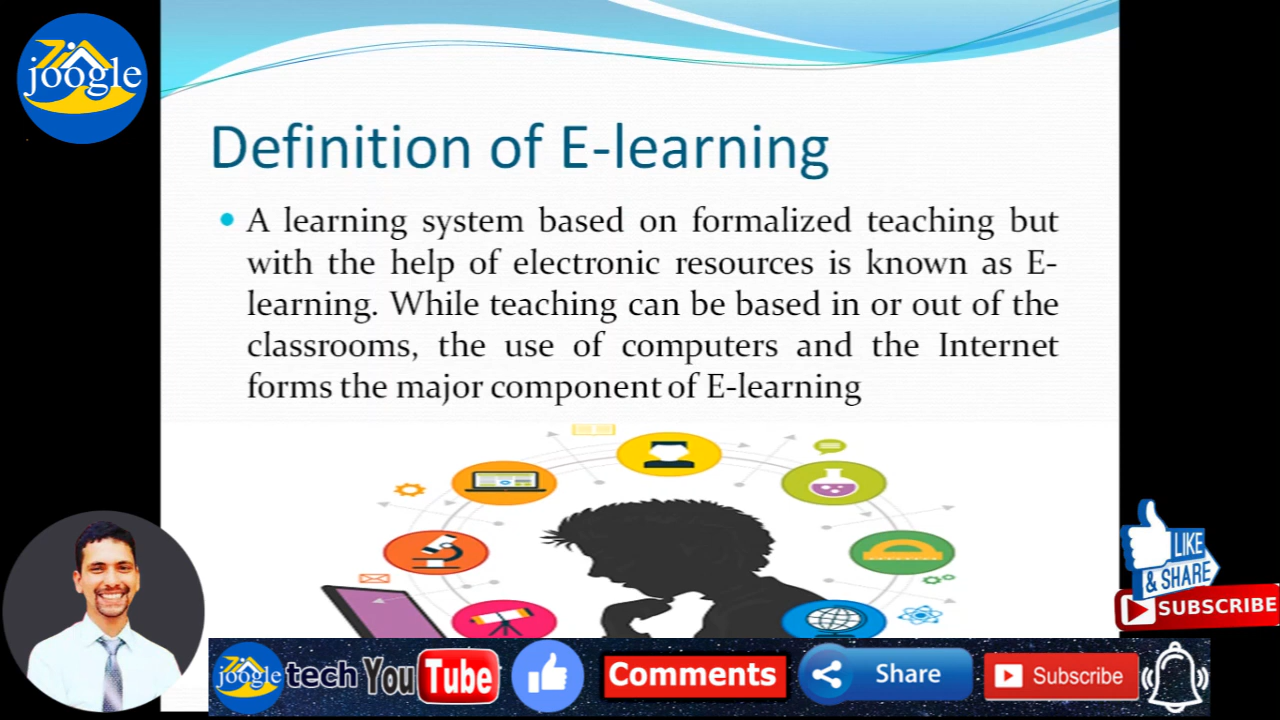 joogle
Definition of E-learning
A learning system based on formalized teaching but
with the help of electronic resources is known as E-
learning. While teaching can be based in or out of the
classrooms, the use of computers and the Internet
forms the major component of E-learning
LIKE
& SHARE
SUBSCRIBE
joogle tech YouTube Comments Share Subscribe